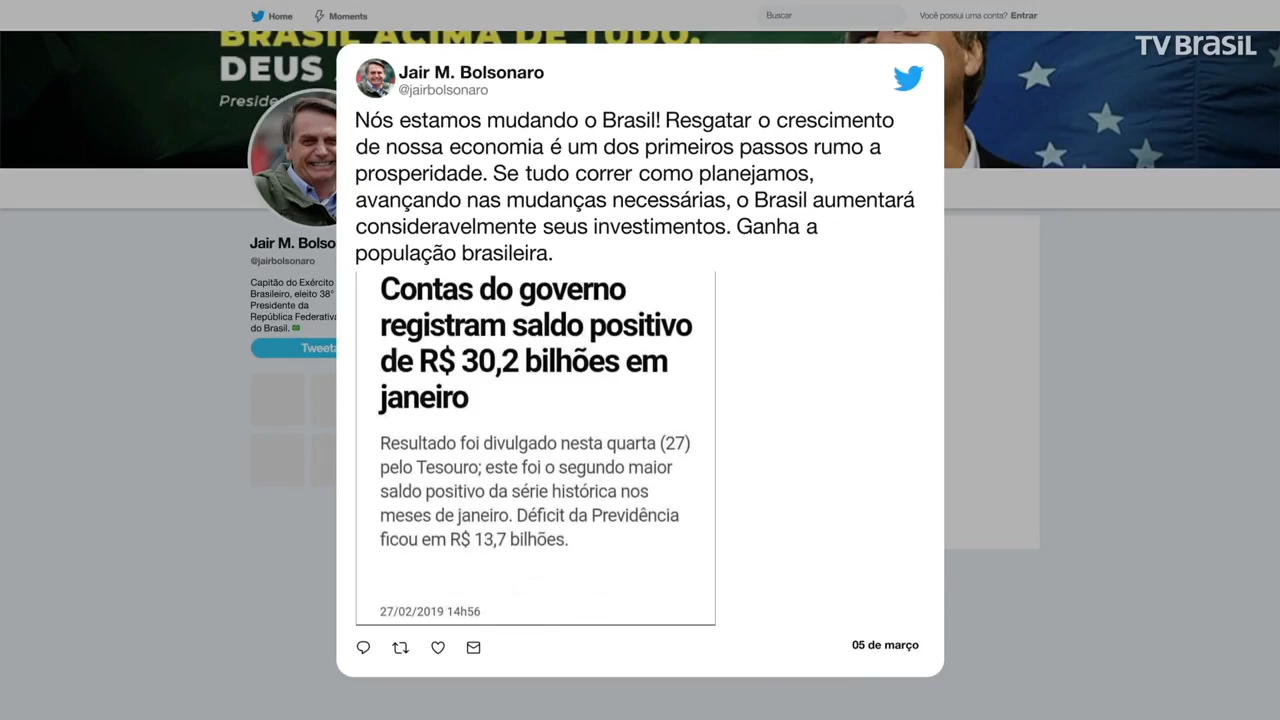 Home
Moments
Buscar
Você possui uma conta? Entrar
BRASIL ACIMA DE TUDO,
DEUS
TV BRASIL
Jair M. Bolsonaro
@jairbolsonaro
Nós estamos mudando o Brasil! Resgatar o crescimento
de nossa economia é um dos primeiros passos rumo a
prosperidade. Se tudo correr como planejamos,
avançando nas mudanças necessárias, o Brasil aumentará
consideravelmente seus investimentos. Ganha a
população brasileira.
Contas do governo
registram saldo positivo
de R$ 30,2 bilhões em
janeiro
Resultado foi divulgado nesta quarta (27)
pelo Tesouro; este foi o segundo maior
saldo positivo da série histórica nos
meses de janeiro. Déficit da Previdência
ficou em R$ 13,7 bilhões.
27/02/2019 14h56
05 de março
Jair M. Bolso
@jairbolsonaro
Capitão do Exército
Brasileiro, eleito 38°
Presidente da
República Federativa
do Brasil.